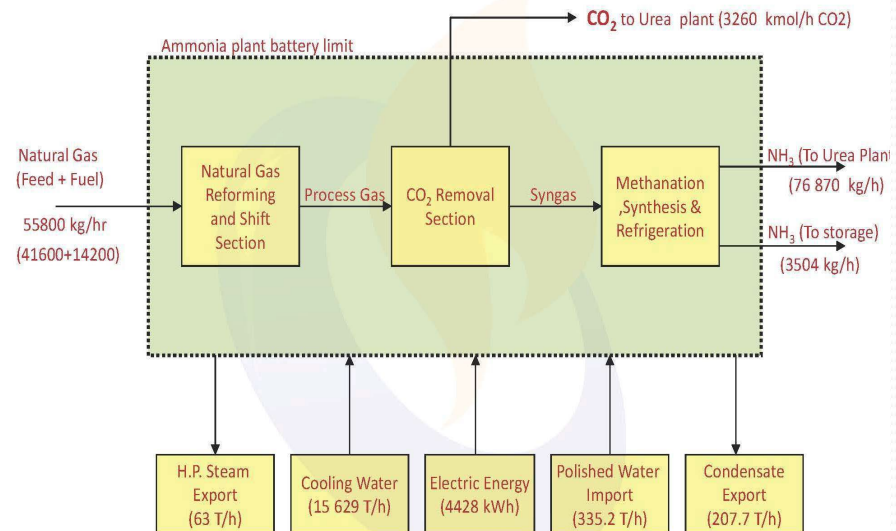 CO₂ to Urea plant (3260 kmol/h CO2)
Ammonia plant battery limit
Natural Gas
(Feed + Fuel)
55800 kg/hr
(41600+14200)
Natural Gas
Reforming
and Shift
Section
Process Gas
CO₂ Removal
Section
Syngas
Methanation
,Synthesis &
Refrigeration
NH₃ (To Urea Plant
(76 870 kg/h)
NH₃ (To storage)
(3504 kg/h)
H.P. Steam
Export
(63 T/h)
Cooling Water
(15 629 T/h)
Electric Energy
(4428 kWh)
Polished Water
Import
(335.2 T/h)
Condensate
Export
(207.7 T/h)